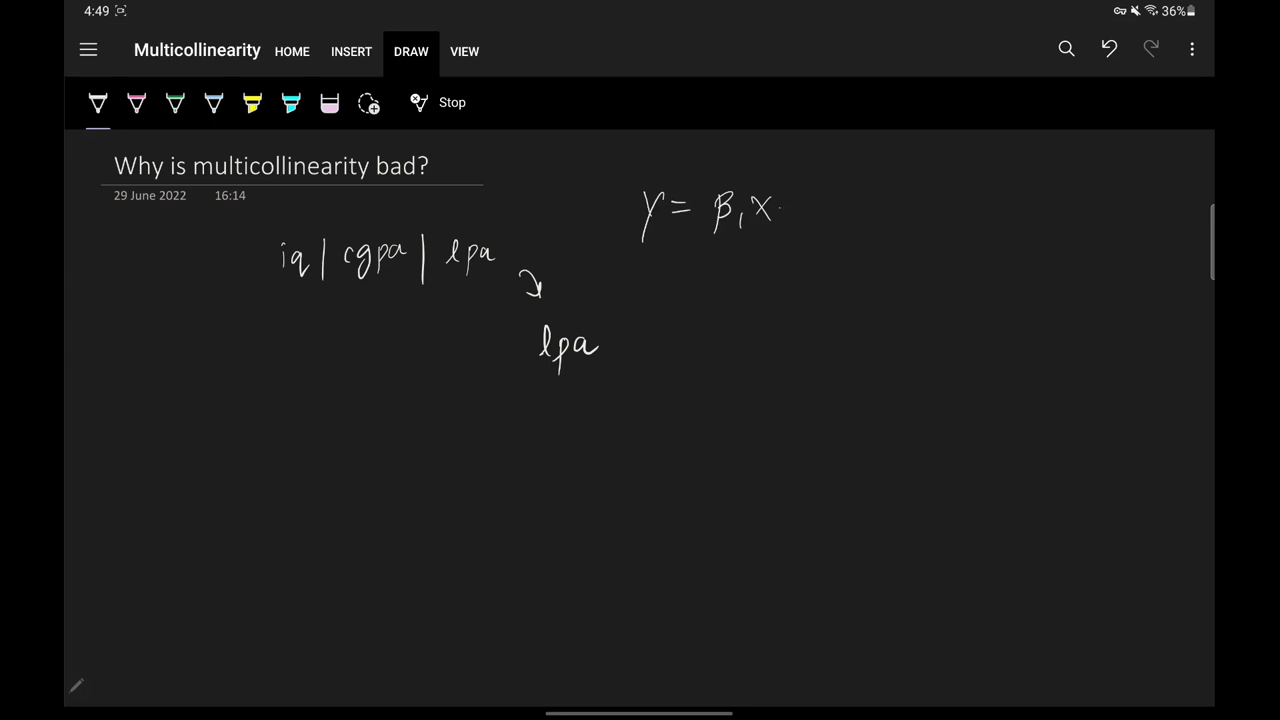 4:49 36%
Multicollinearity HOME INSERT DRAW VIEW
Stop
Why is multicollinearity bad?
29 June 2022 16:14
Y = β₁X
iq | cgpa | lpa
lpa